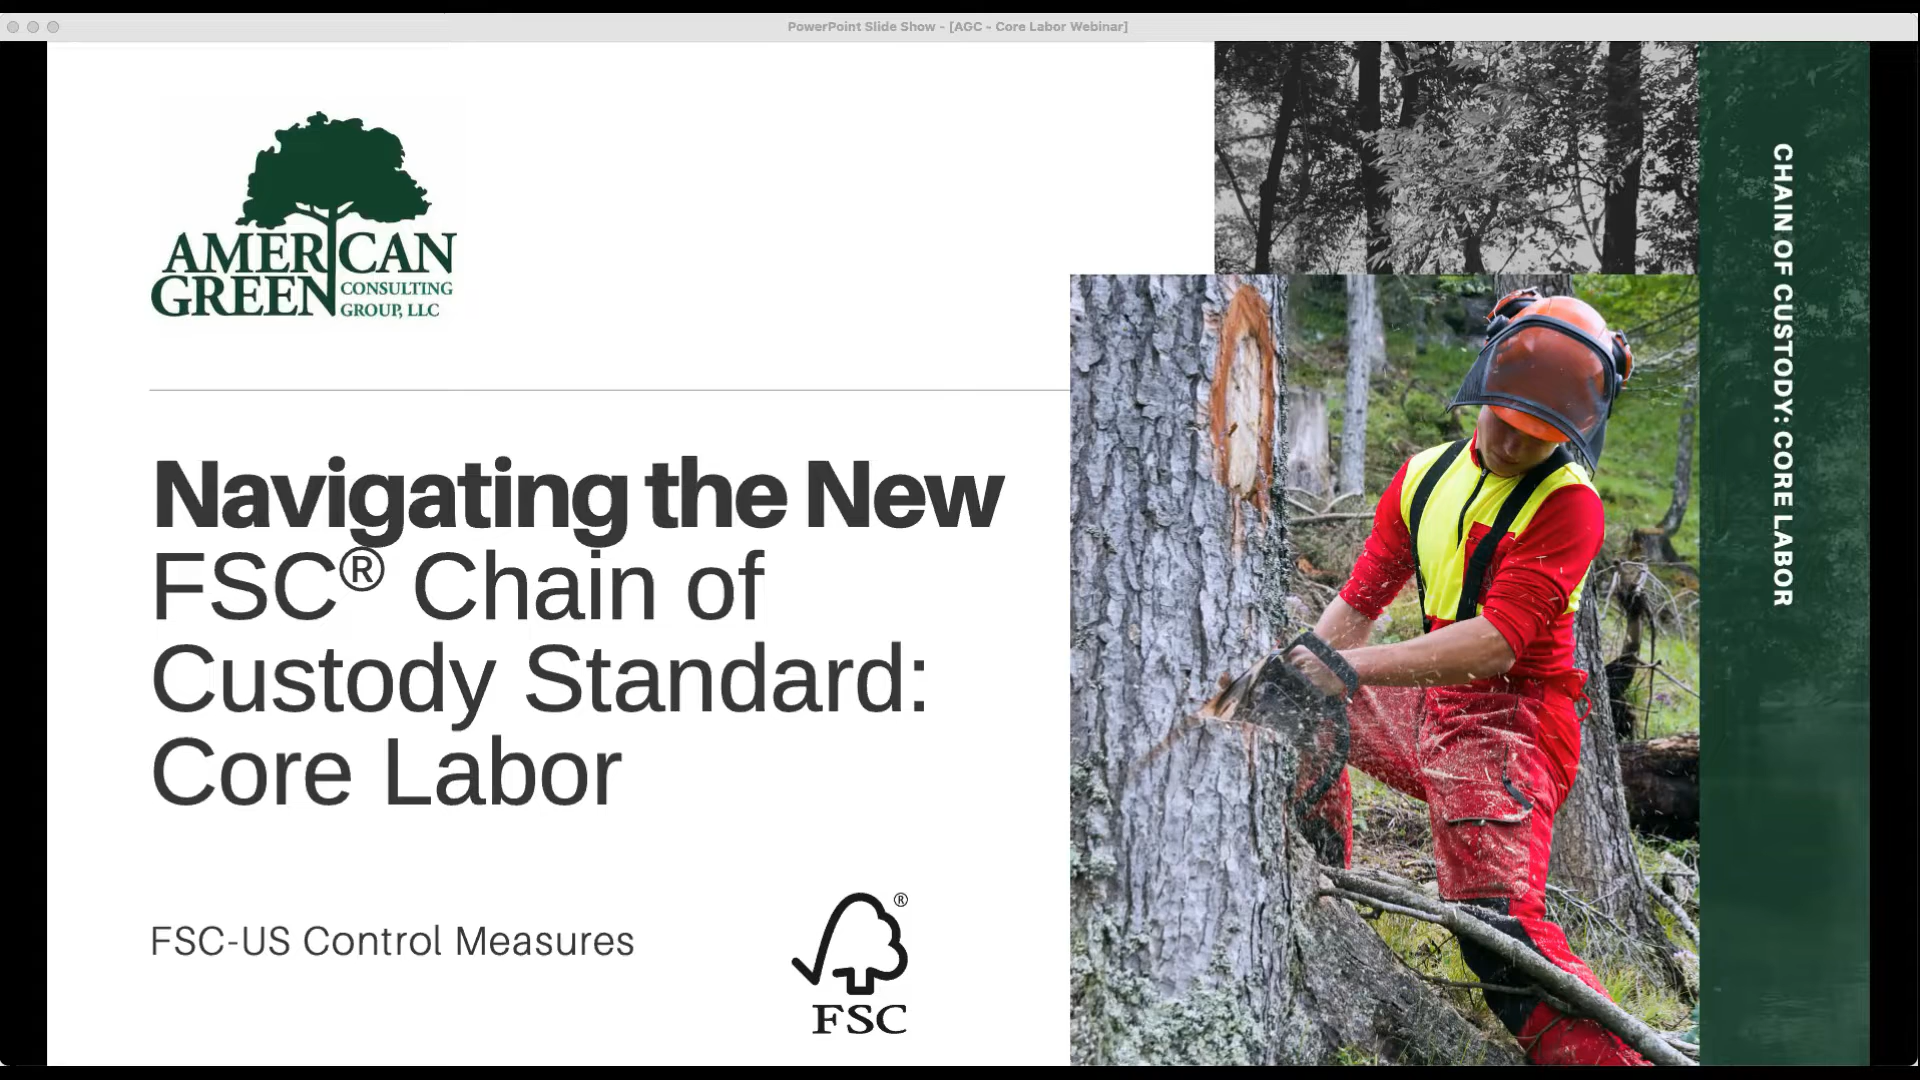 PowerPoint Slide Show - [AGC - Core Labor Webinar]
AMERICAN
GREEN CONSULTING
GROUP, LLC
Navigating the New
FSC® Chain of
Custody Standard:
Core Labor
FSC-US Control Measures
®
FSC
CHAIN OF CUSTODY: CORE LABOR